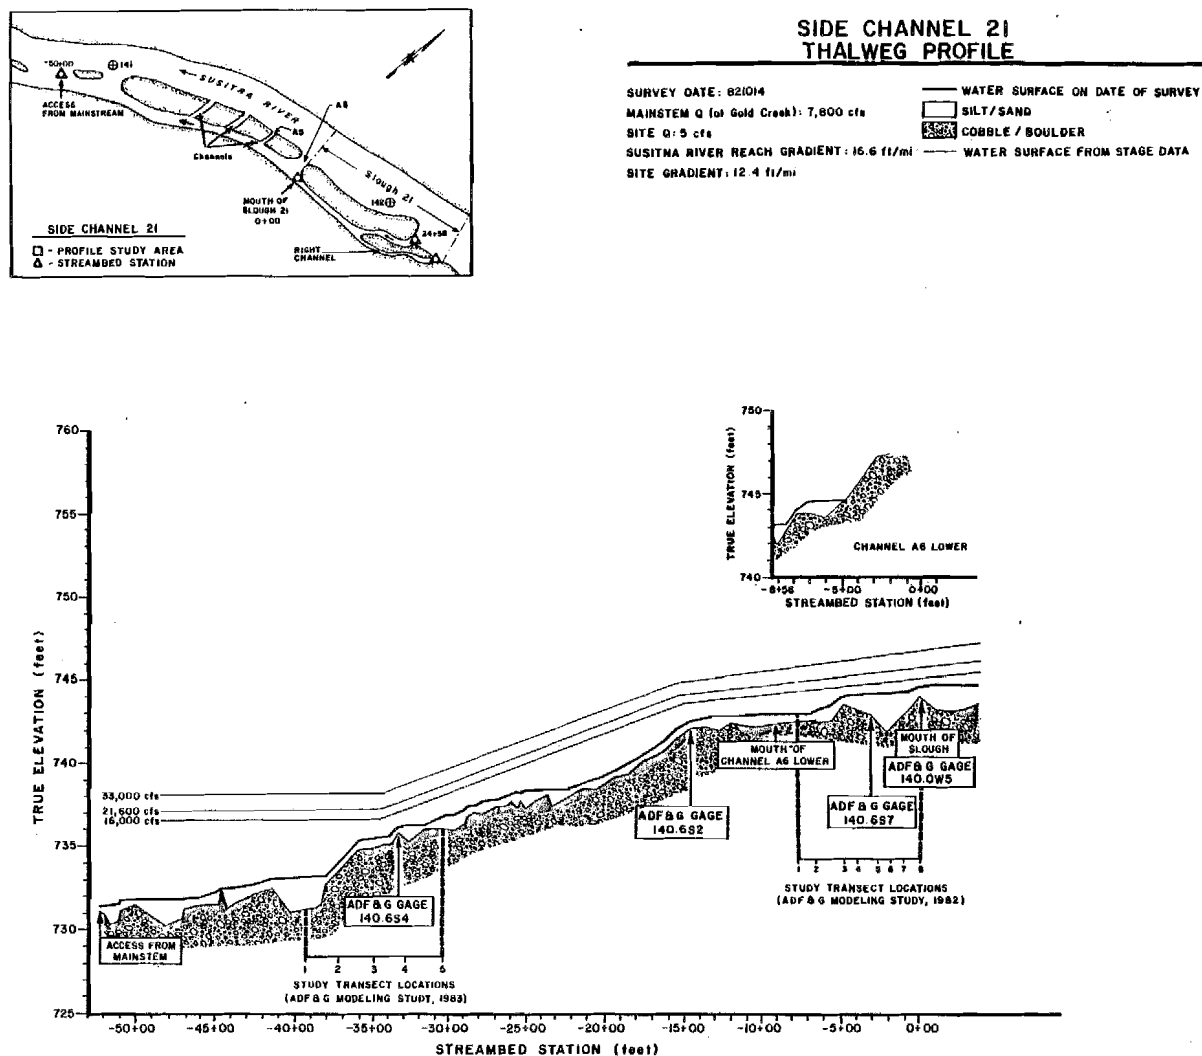 SIDE CHANNEL 21
THALWEG PROFILE
SURVEY DATE: 821014
MAINSTEM Q (at Gold Creek): 7,800 cfs
SITE Q: 5 cfs
SUSITNA RIVER REACH GRADIENT: 16.6 ft/mi
SITE GRADIENT: 12.4 ft/mi
WATER SURFACE ON DATE OF SURVEY
SILT/SAND
COBBLE/BOULDER
WATER SURFACE FROM STAGE DATA
-50+00
141
ACCESS
FROM MAINSTREAM
SUSITNA RIVER
A6
A5
Channels
Slough 21
MOUTH OF
SLOUGH 21
0+00
142
24+58
RIGHT
CHANNEL
SIDE CHANNEL 21
- PROFILE STUDY AREA
- STREAMBED STATION
750
745
740
TRUE ELEVATION (feet)
CHANNEL A6 LOWER
-8+56
-5+00
0+00
STREAMBED STATION (feet)
760
755
750
745
740
735
730
725
TRUE ELEVATION (feet)
33,000 cfs
21,600 cfs
16,000 cfs
MOUTH OF
CHANNEL A6 LOWER
MOUTH OF
SLOUGH
ADF&G GAGE
140.0W5
ADF&G GAGE
140.6S2
ADF&G GAGE
140.6S7
1 2 3 4 5 6 7 8
STUDY TRANSECT LOCATIONS
(ADF&G MODELING STUDY, 1982)
ADF&G GAGE
140.6S4
ACCESS FROM
MAINSTEM
1 2 3 4 5
STUDY TRANSECT LOCATIONS
(ADF&G MODELING STUDY, 1983)
-50+00 -45+00 -40+00 -35+00 -30+00 -25+00 -20+00 -15+00 -10+00 -5+00 0+00
STREAMBED STATION (feet)